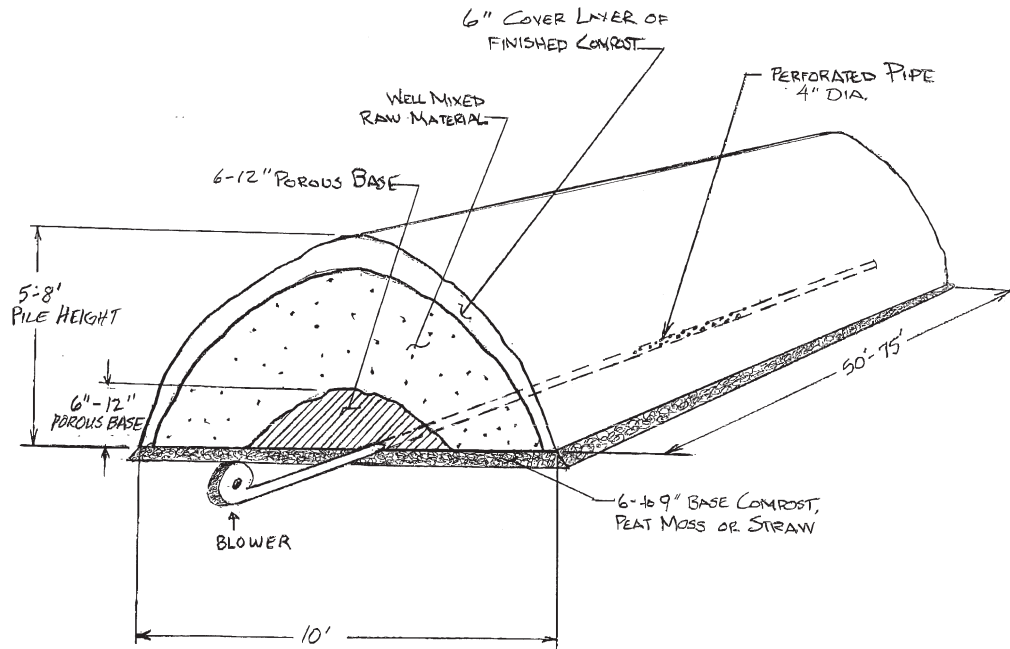 6" COVER LAYER OF
FINISHED COMPOST
PERFORATED PIPE
4" DIA.
WELL MIXED
RAW MATERIAL
6-12" POROUS BASE
5-8'
PILE HEIGHT
6"-12"
POROUS BASE
50'-75'
6-to 9" BASE COMPOST,
PEAT MOSS OR STRAW
BLOWER
10'